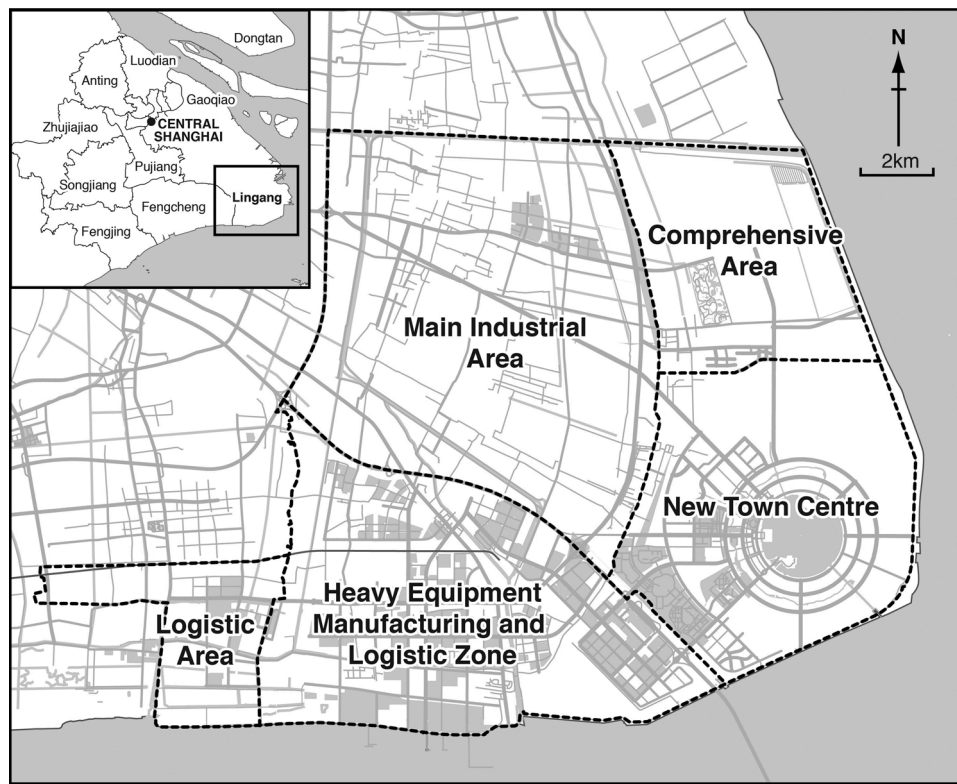 Dongtan
Luodian
Anting
Gaoqiao
CENTRAL
SHANGHAI
Zhujiajiao
Pujiang
Songjiang
Lingang
Fengcheng
Fengjing
N
2km
Comprehensive
Area
Main Industrial
Area
New Town Centre
Heavy Equipment
Manufacturing and
Logistic Zone
Logistic
Area